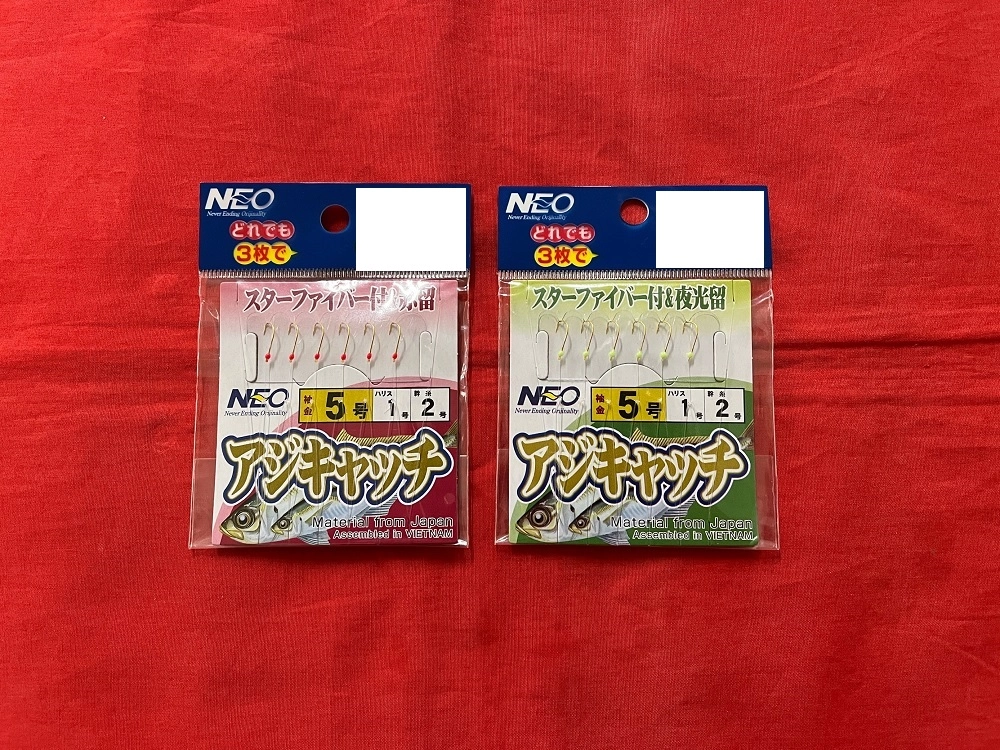 NEO
Never Ending Originality
どれでも
3枚で
スターファイバー付&赤留
NEO
Never Ending Originality
袖金 5号 ハリス 1号 幹糸 2号
アジキャッチ
Material from Japan
Assembled in VIETNAM
NEO
Never Ending Originality
どれでも
3枚で
スターファイバー付&夜光留
NEO
Never Ending Originality
袖金 5号 ハリス 1号 幹糸 2号
アジキャッチ
Material from Japan
Assembled in VIETNAM